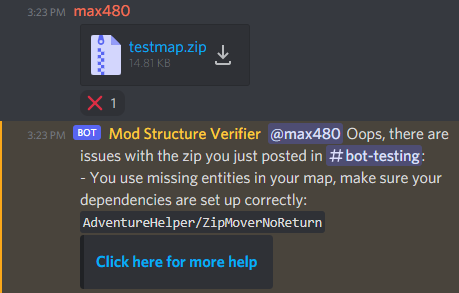 3:23 PM max480
testmap.zip
14.81 KB
1
3:23 PM BOT Mod Structure Verifier @max480 Oops, there are
issues with the zip you just posted in #bot-testing:
- You use missing entities in your map, make sure your
dependencies are set up correctly:
AdventureHelper/ZipMoverNoReturn
Click here for more help